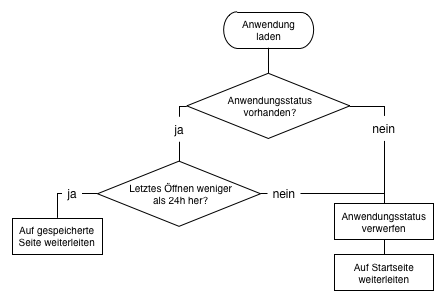 Anwendung
laden
Anwendungsstatus
vorhanden?
ja
nein
Letztes Öffnen weniger
als 24h her?
ja
nein
Auf gespeicherte
Seite weiterleiten
Anwendungsstatus
verwerfen
Auf Startseite
weiterleiten